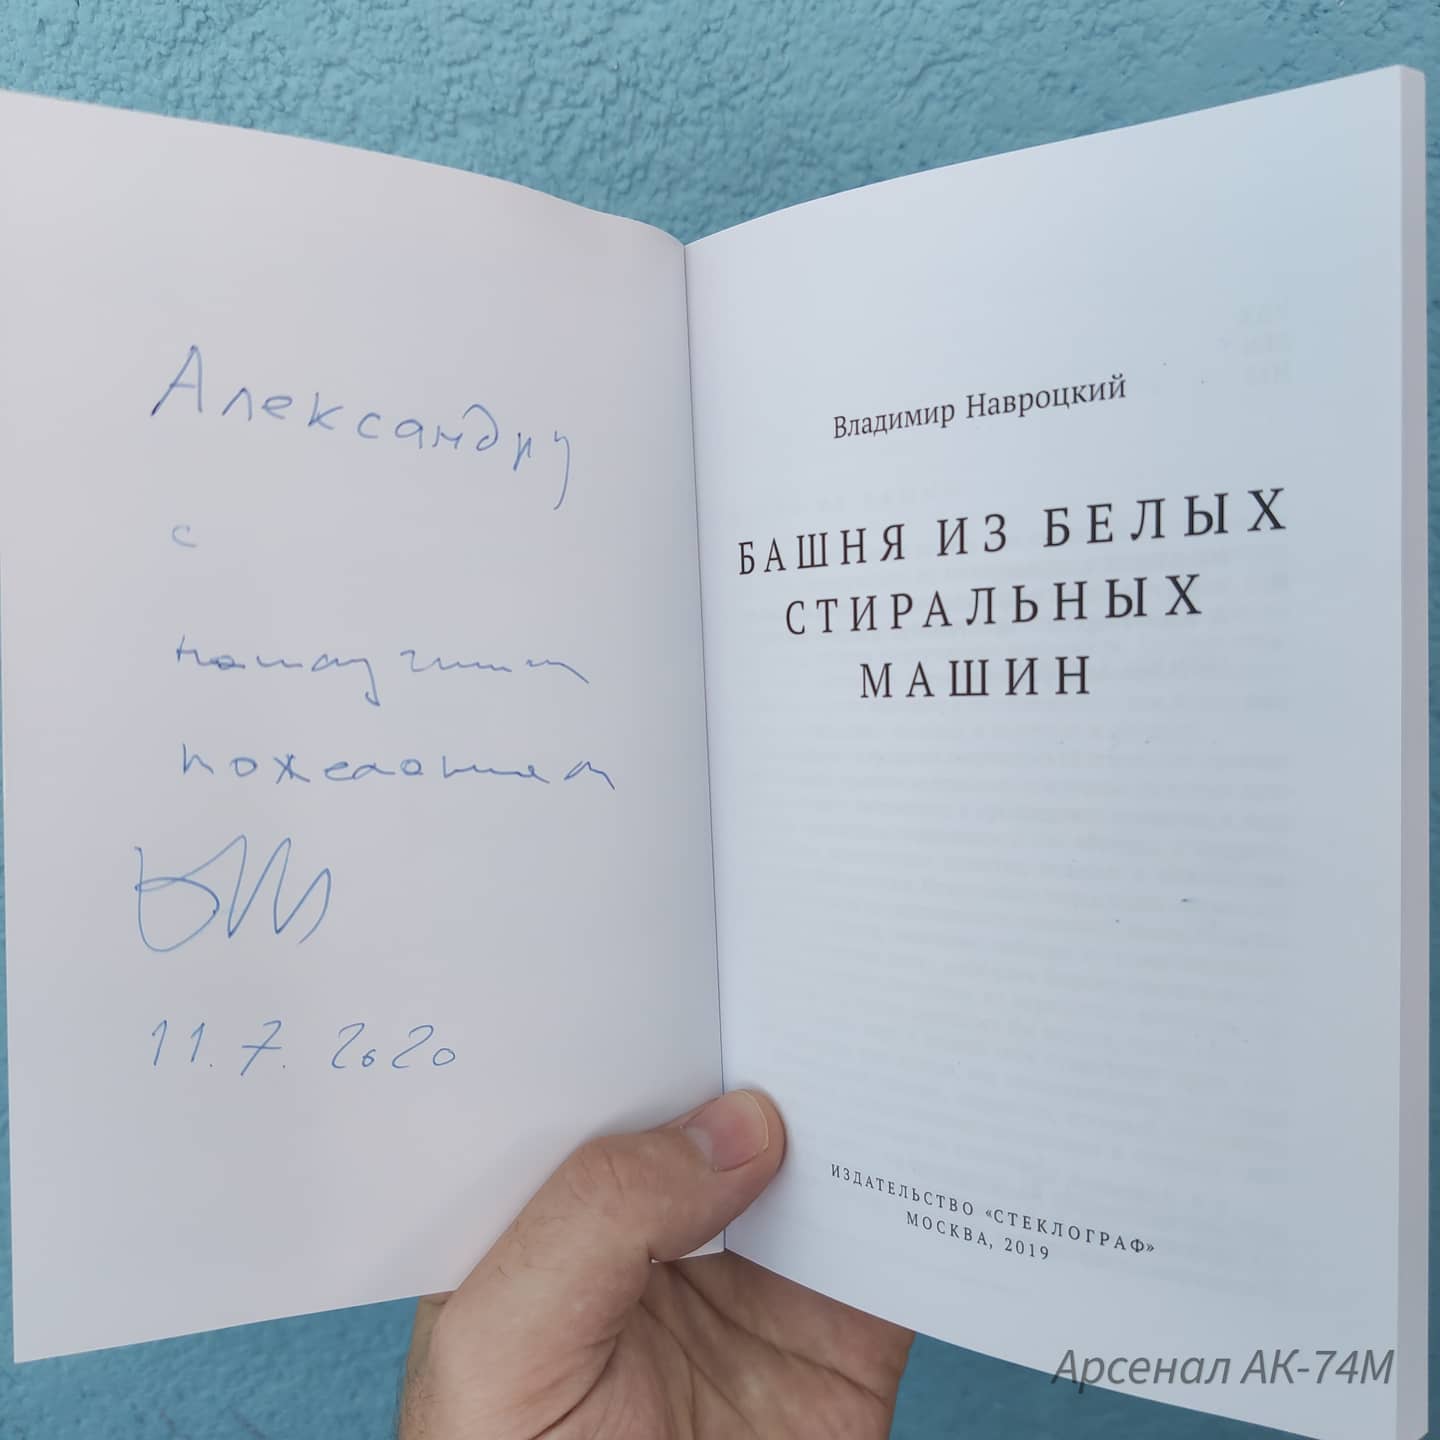 Александру
с
наилучшими
пожеланиями
11.7.2020
Владимир Навроцкий
БАШНЯ ИЗ БЕЛЫХ
СТИРАЛЬНЫХ
МАШИН
ИЗДАТЕЛЬСТВО «СТЕКЛОГРАФ»
МОСКВА, 2019
Арсенал АК-74М